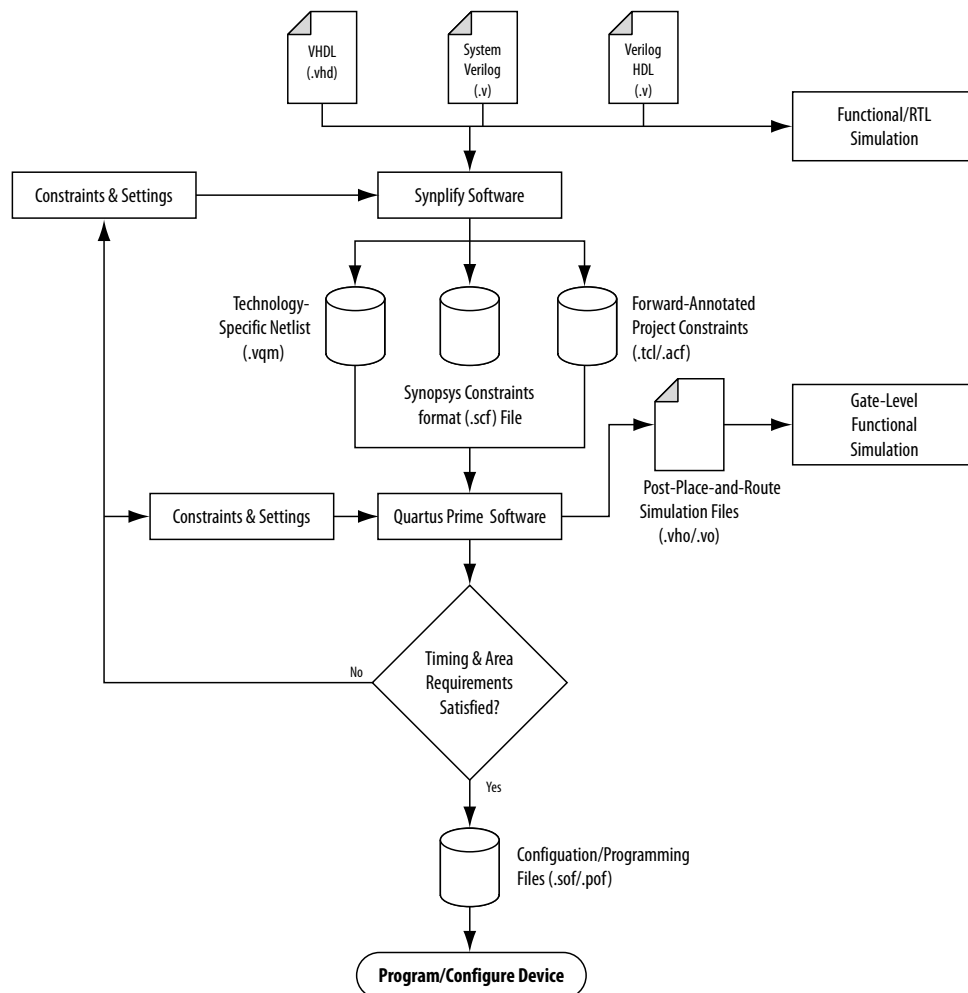 VHDL
(.vhd)
System
Verilog
(.v)
Verilog
HDL
(.v)
Functional/RTL
Simulation
Constraints & Settings
Synplify Software
Technology-
Specific Netlist
(.vqm)
Forward-Annotated
Project Constraints
(.tcl/.acf)
Synopsys Constraints
format (.scf) File
Gate-Level
Functional
Simulation
Post-Place-and-Route
Simulation Files
(.vho/.vo)
Constraints & Settings
Quartus Prime Software
Timing & Area
Requirements
Satisfied?
No
Yes
Configuation/Programming
Files (.sof/.pof)
Program/Configure Device